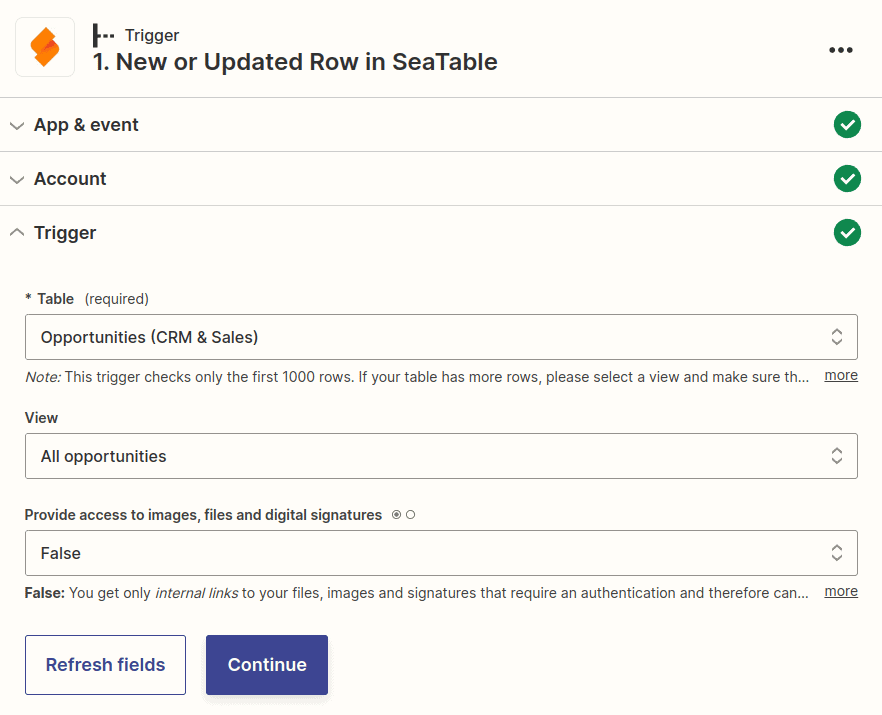 Trigger
1. New or Updated Row in SeaTable
App & event
Account
Trigger
* Table (required)
Opportunities (CRM & Sales)
Note: This trigger checks only the first 1000 rows. If your table has more rows, please select a view and make sure th... more
View
All opportunities
Provide access to images, files and digital signatures
False
False: You get only internal links to your files, images and signatures that require an authentication and therefore can... more
Refresh fields Continue